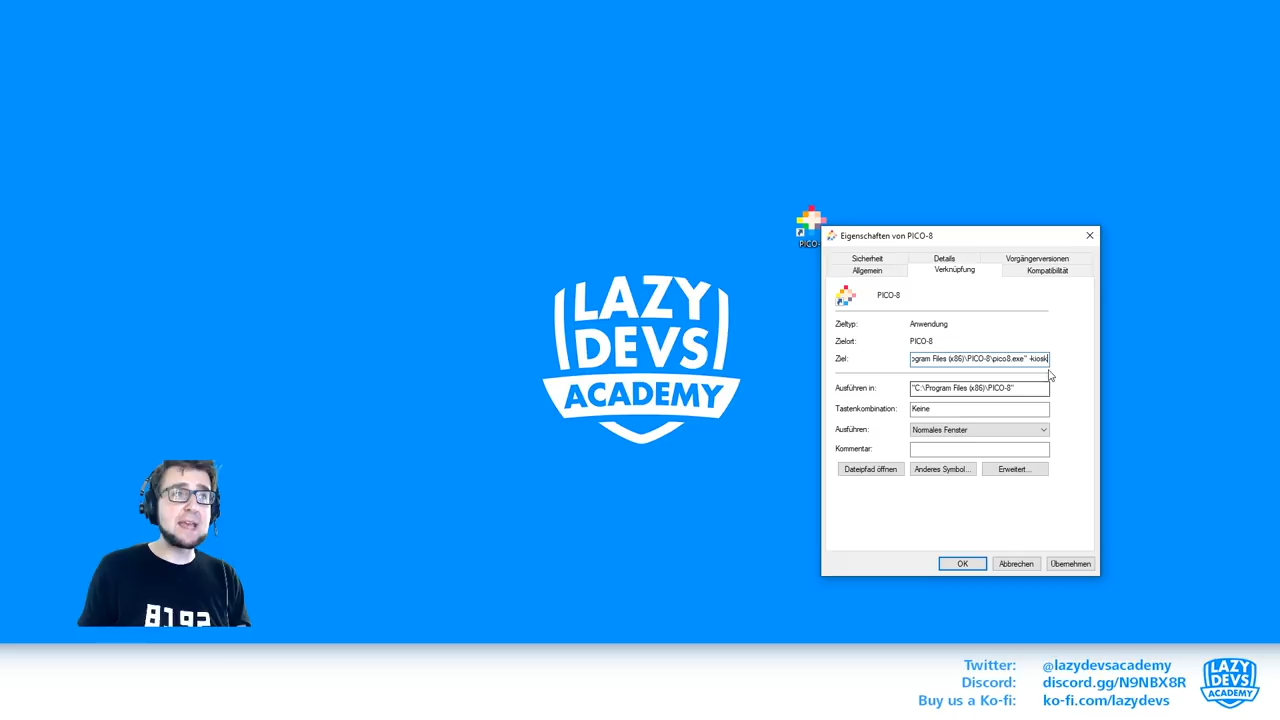 PICO-
Eigenschaften von PICO-8
Sicherheit Details Vorgängerversionen
Allgemein Verknüpfung Kompatibilität
PICO-8
Zieltyp: Anwendung
Zielort: PICO-8
Ziel: ogram Files (x86)\PICO-8\pico8.exe" -kiosk
Ausführen in: "C:\Program Files (x86)\PICO-8"
Tastenkombination: Keine
Ausführen: Normales Fenster
Kommentar:
Dateipfad öffnen Anderes Symbol... Erweitert...
OK Abbrechen Übernehmen
LAZY
DEVS
ACADEMY
8192
Twitter: @lazydevsacademy
Discord: discord.gg/N9NBX8R
Buy us a Ko-fi: ko-fi.com/lazydevs
LAZY
DEVS
ACADEMY